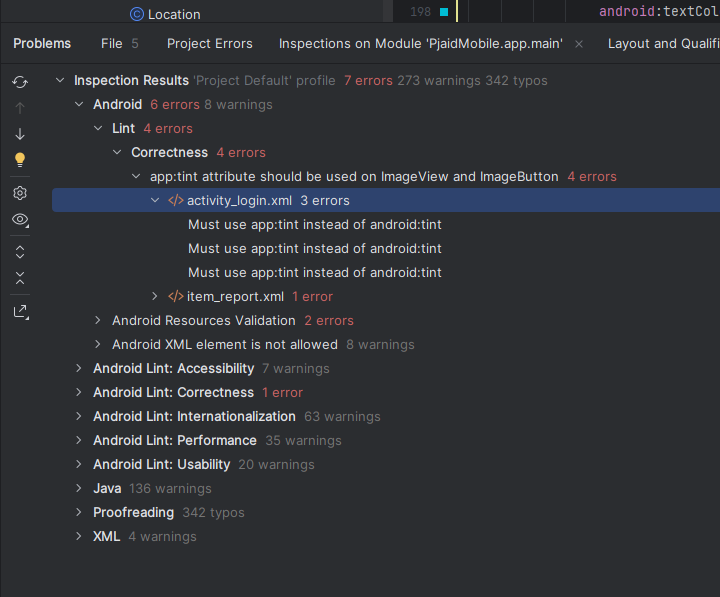 Location
198
android:textCol
Problems File 5 Project Errors Inspections on Module 'PjaidMobile.app.main' × Layout and Qualifi
Inspection Results 'Project Default' profile 7 errors 273 warnings 342 typos
Android 6 errors 8 warnings
Lint 4 errors
Correctness 4 errors
app:tint attribute should be used on ImageView and ImageButton 4 errors
</> activity_login.xml 3 errors
Must use app:tint instead of android:tint
Must use app:tint instead of android:tint
Must use app:tint instead of android:tint
</> item_report.xml 1 error
Android Resources Validation 2 errors
Android XML element is not allowed 8 warnings
Android Lint: Accessibility 7 warnings
Android Lint: Correctness 1 error
Android Lint: Internationalization 63 warnings
Android Lint: Performance 35 warnings
Android Lint: Usability 20 warnings
Java 136 warnings
Proofreading 342 typos
XML 4 warnings